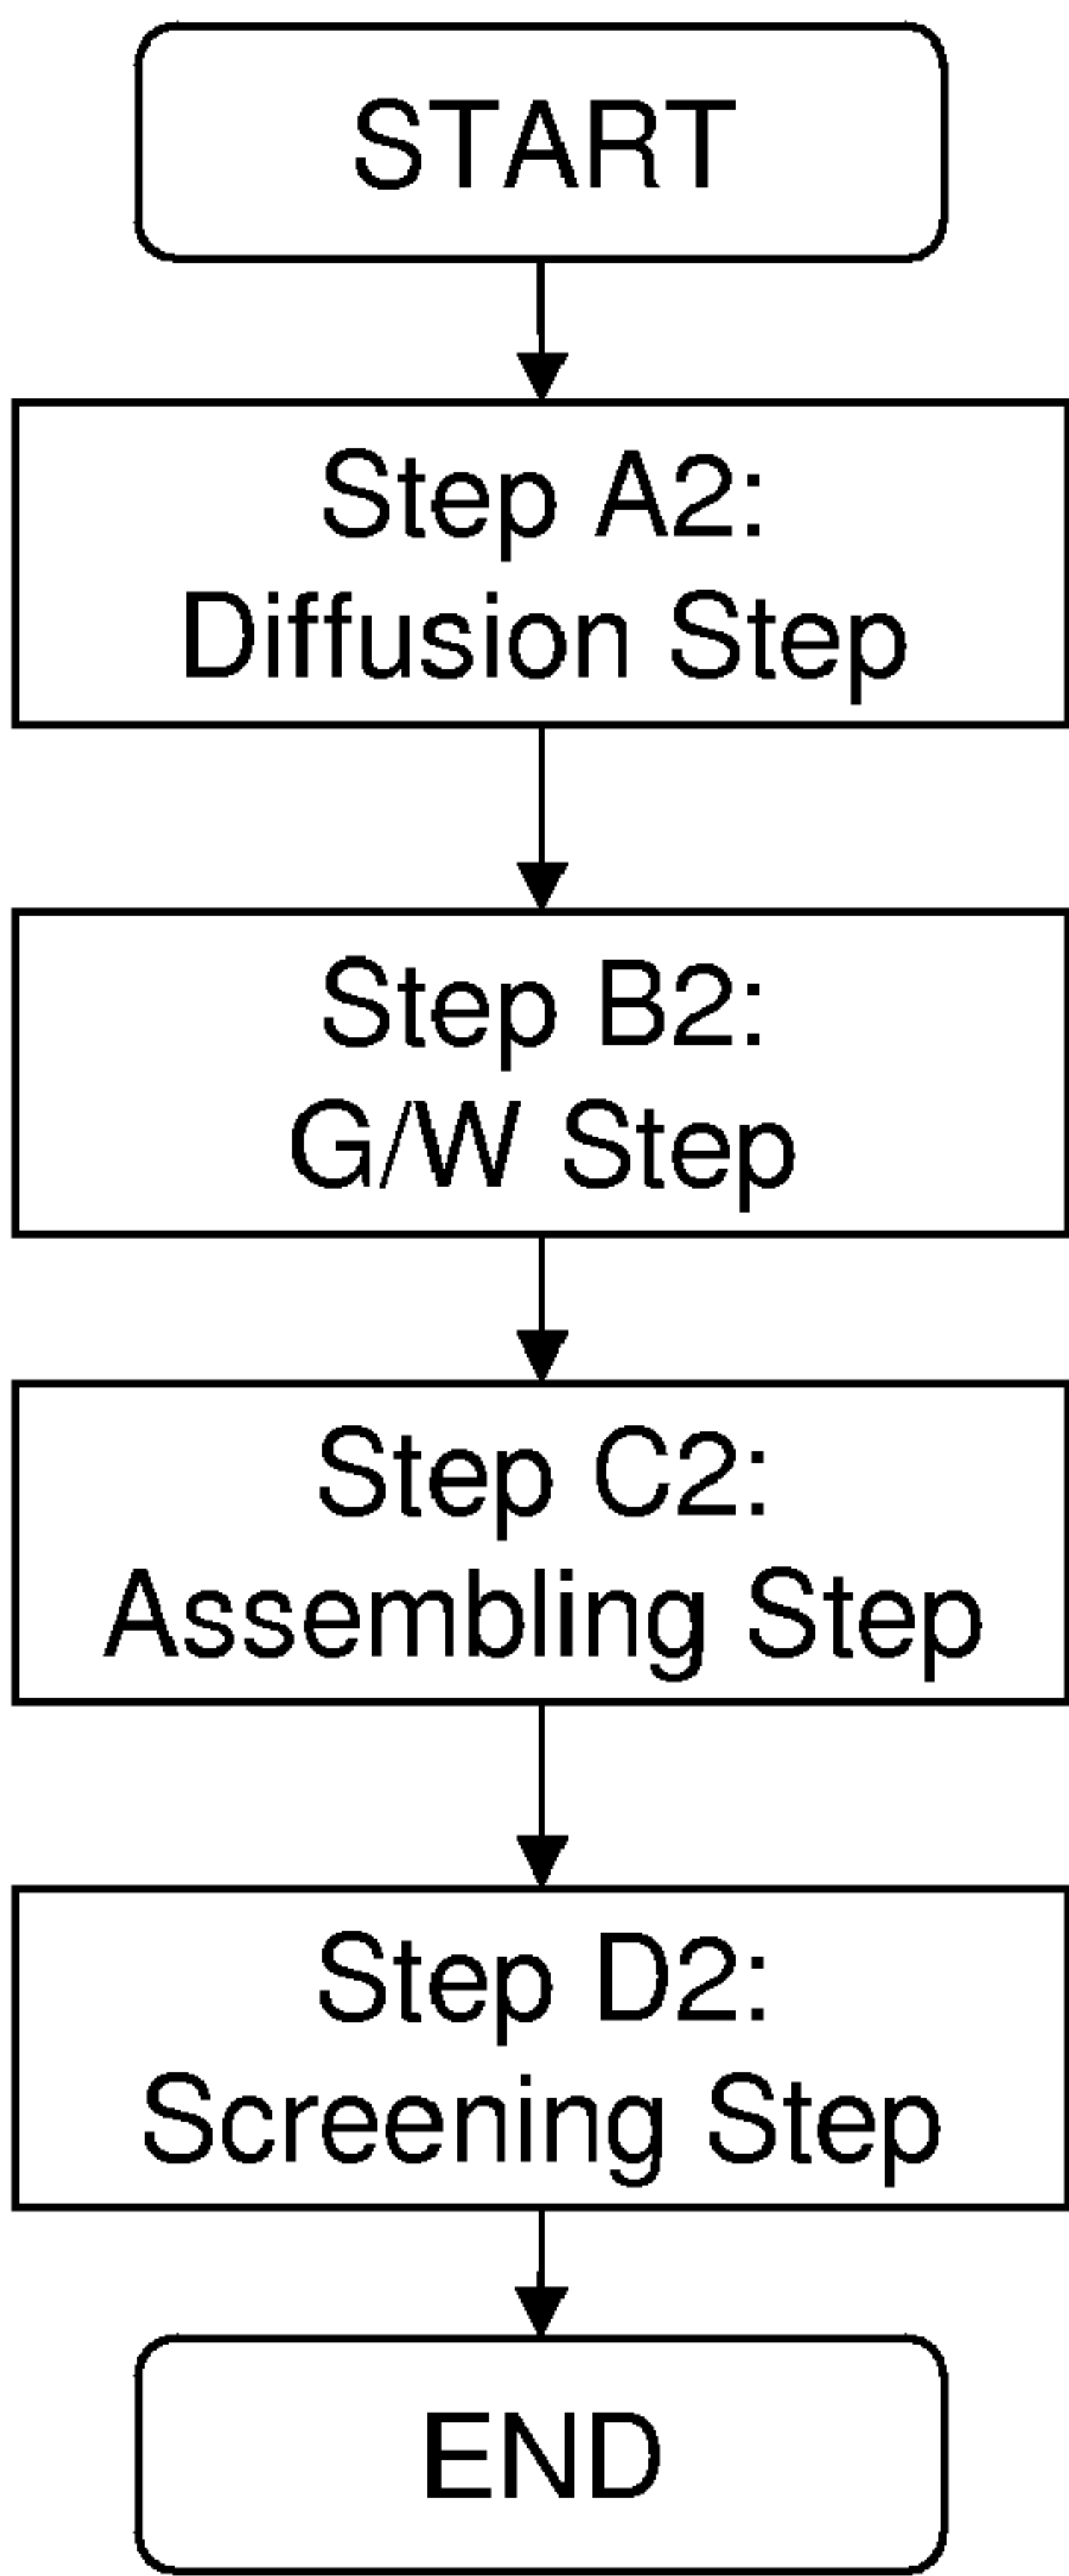 START
Step A2:
Diffusion Step
Step B2:
G/W Step
Step C2:
Assembling Step
Step D2:
Screening Step
END